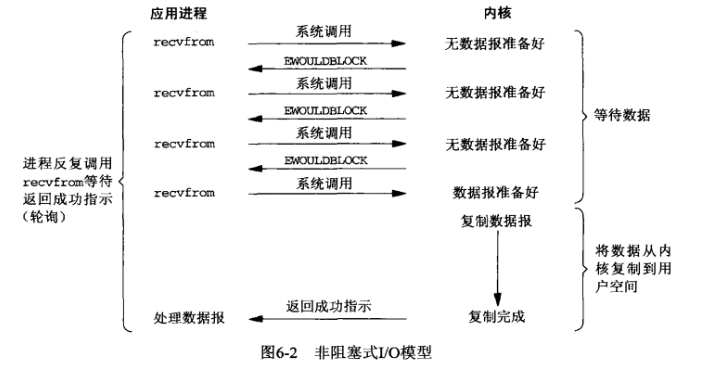 应用进程 内核
recvfrom 系统调用 无数据报准备好
EWOULDBLOCK
recvfrom 系统调用 无数据报准备好
EWOULDBLOCK
recvfrom 系统调用 无数据报准备好
EWOULDBLOCK
recvfrom 系统调用 数据报准备好
等待数据
进程反复调用
recvfrom等待
返回成功指示
（轮询）
复制数据报
将数据从内
核复制到用
户空间
处理数据报 返回成功指示 复制完成
图6-2 非阻塞式I/O模型